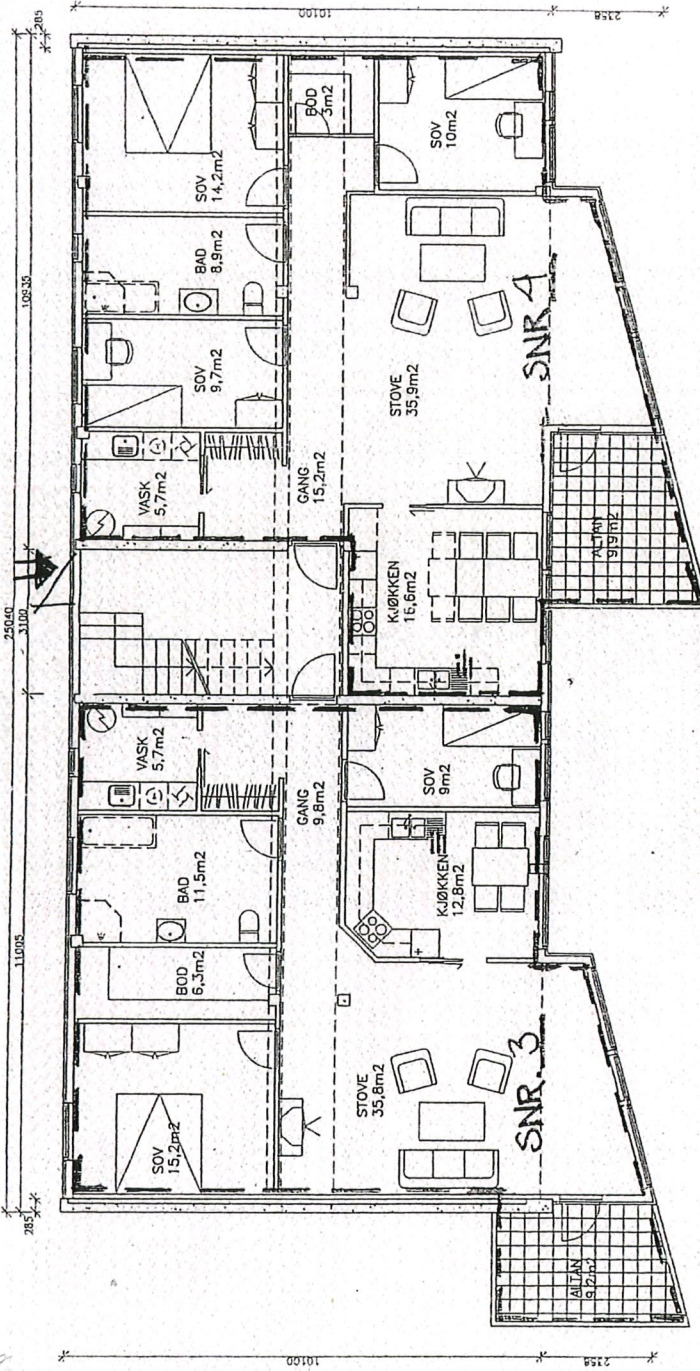 25040
285
11005
3100
10935
285
10100
2358
10100
2358
SOV
15,2m2
BOD
6,3m2
BAD
11,5m2
VASK
5,7m2
VASK
5,7m2
SOV
9,7m2
BAD
8,9m2
SOV
14,2m2
BOD
3m2
GANG
9,8m2
GANG
15,2m2
STOVE
35,8m2
KJØKKEN
12,8m2
SOV
9m2
KJØKKEN
16,6m2
STOVE
35,9m2
SOV
10m2
SNR. 3
SNR 4
ALTAN
9,2m2
ALTAN
9,9m2